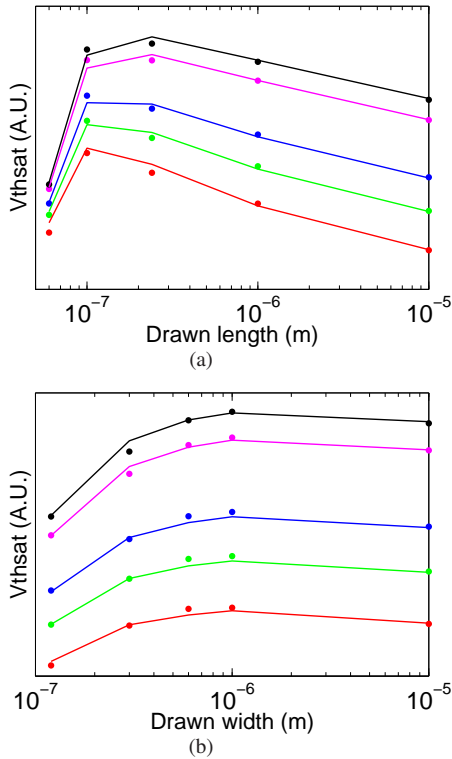 Vthsat (A.U.)
10⁻⁷ 10⁻⁶ 10⁻⁵
Drawn length (m)
(a)
Vthsat (A.U.)
10⁻⁷ 10⁻⁶ 10⁻⁵
Drawn width (m)
(b)